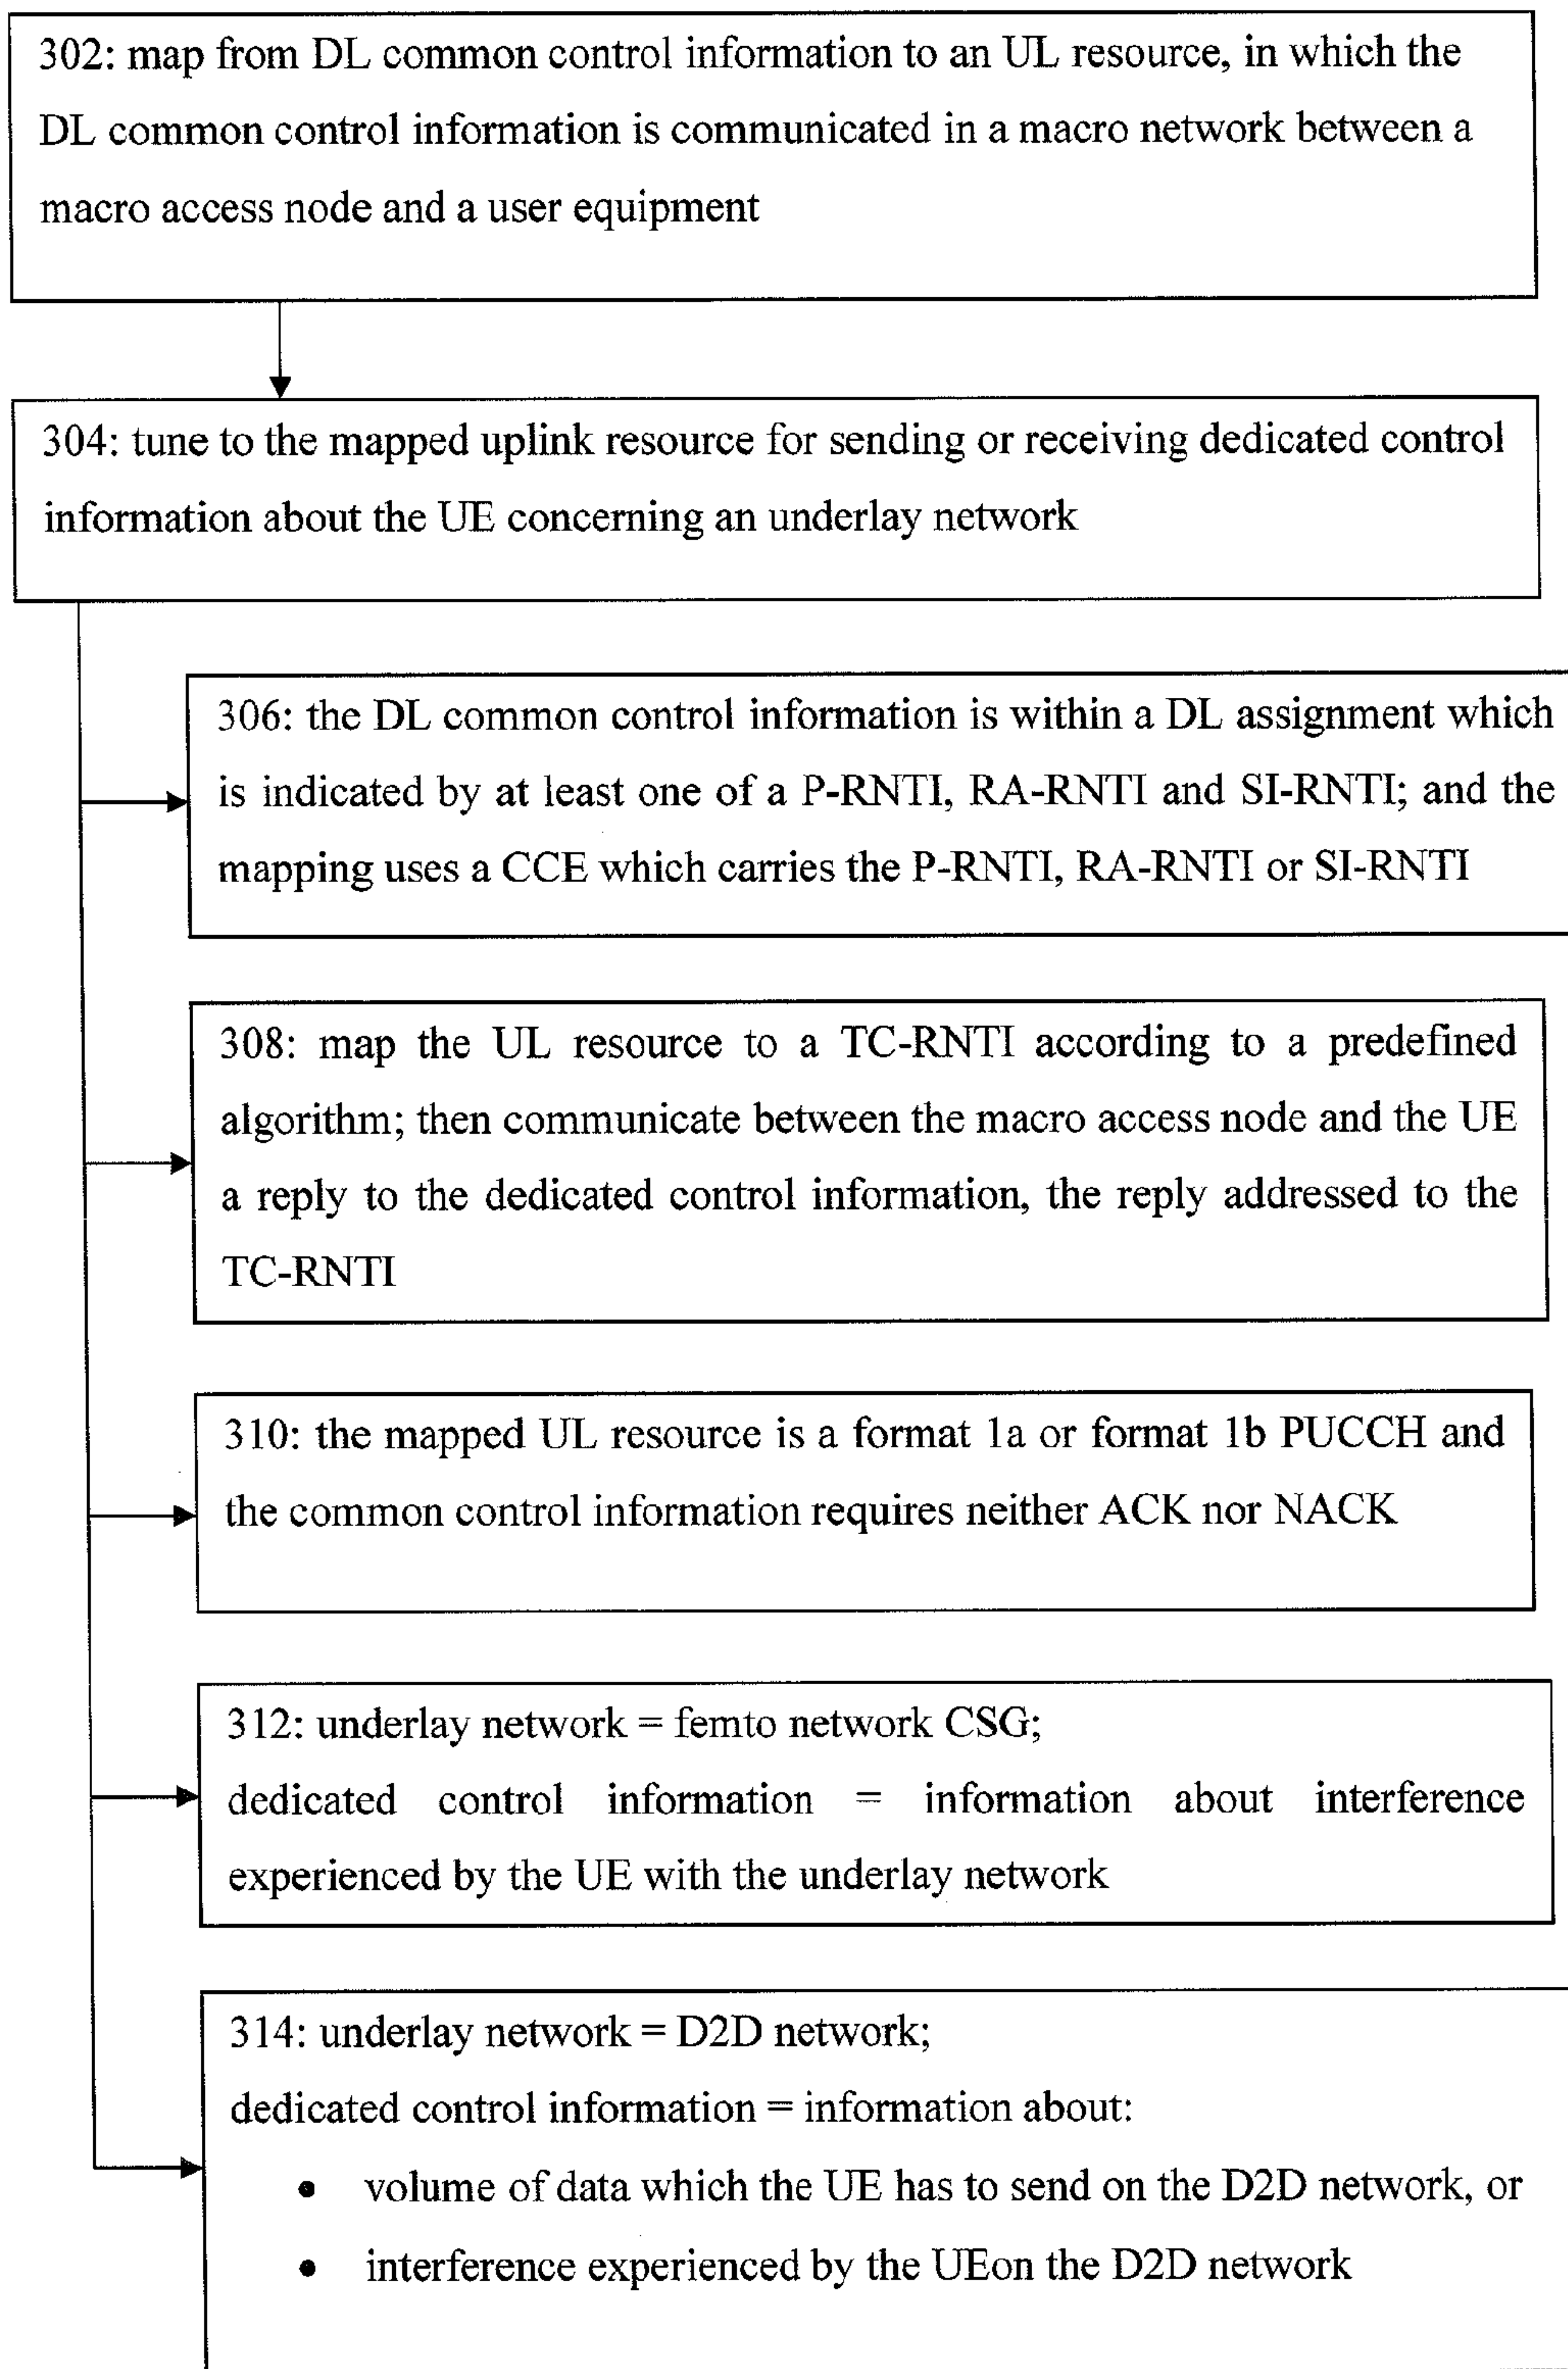 302: map from DL common control information to an UL resource, in which the
DL common control information is communicated in a macro network between a
macro access node and a user equipment
304: tune to the mapped uplink resource for sending or receiving dedicated control
information about the UE concerning an underlay network
306: the DL common control information is within a DL assignment which
is indicated by at least one of a P-RNTI, RA-RNTI and SI-RNTI; and the
mapping uses a CCE which carries the P-RNTI, RA-RNTI or SI-RNTI
308: map the UL resource to a TC-RNTI according to a predefined
algorithm; then communicate between the macro access node and the UE
a reply to the dedicated control information, the reply addressed to the
TC-RNTI
310: the mapped UL resource is a format 1a or format 1b PUCCH and
the common control information requires neither ACK nor NACK
312: underlay network = femto network CSG;
dedicated control information = information about interference
experienced by the UE with the underlay network
314: underlay network = D2D network;
dedicated control information = information about:
• volume of data which the UE has to send on the D2D network, or
• interference experienced by the UEon the D2D network